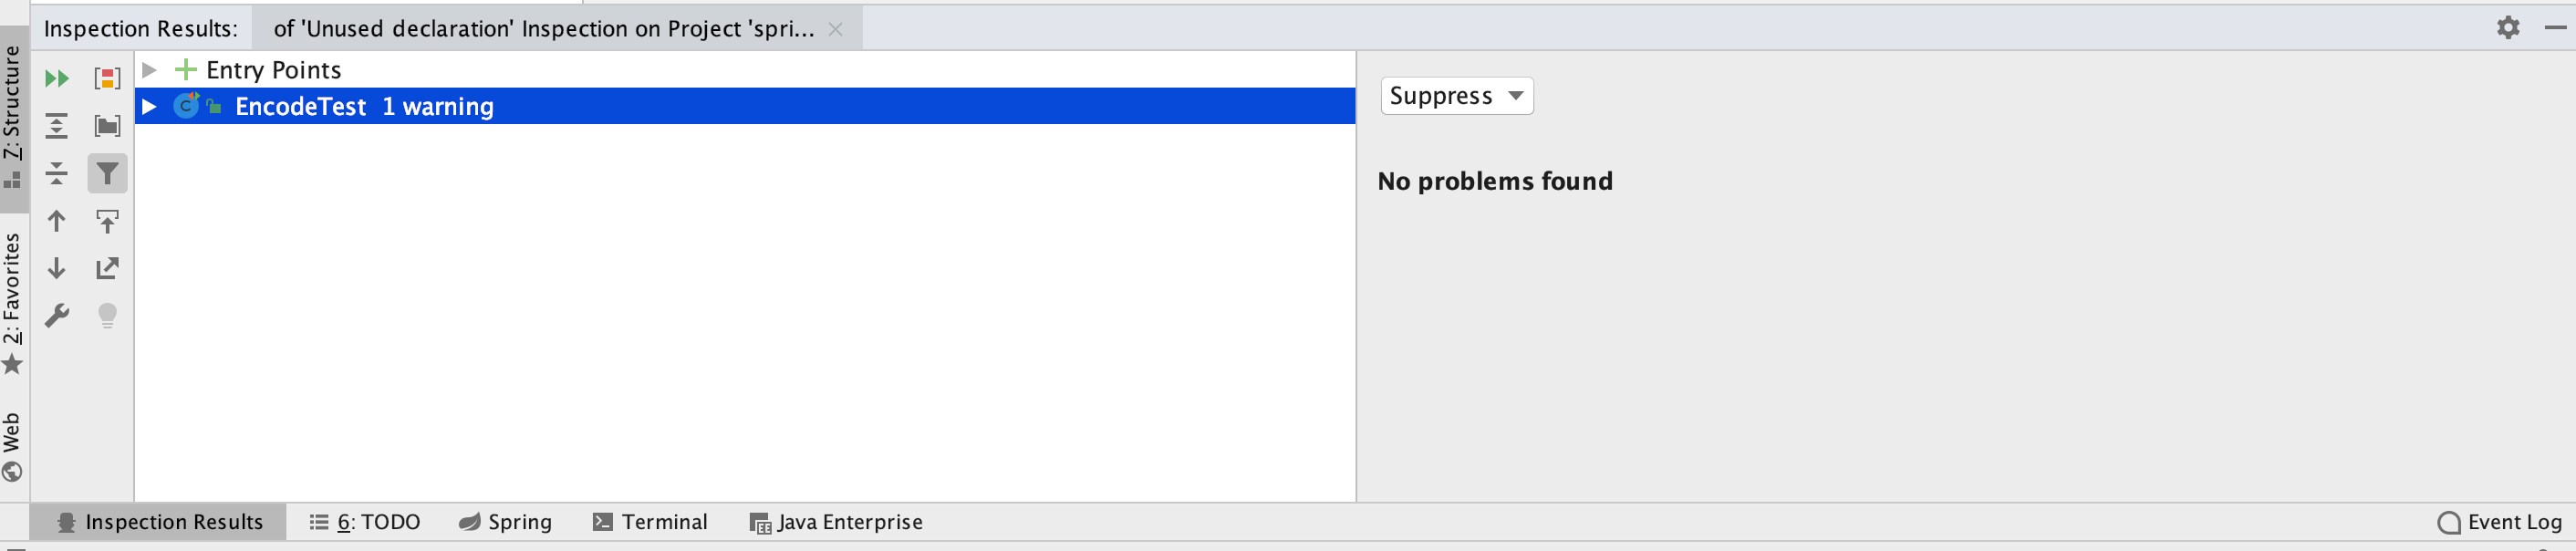 Inspection Results: of 'Unused declaration' Inspection on Project 'spri...
Z: Structure
2: Favorites
Web
Entry Points
EncodeTest 1 warning
Suppress
No problems found
Inspection Results 6: TODO Spring Terminal Java Enterprise Event Log